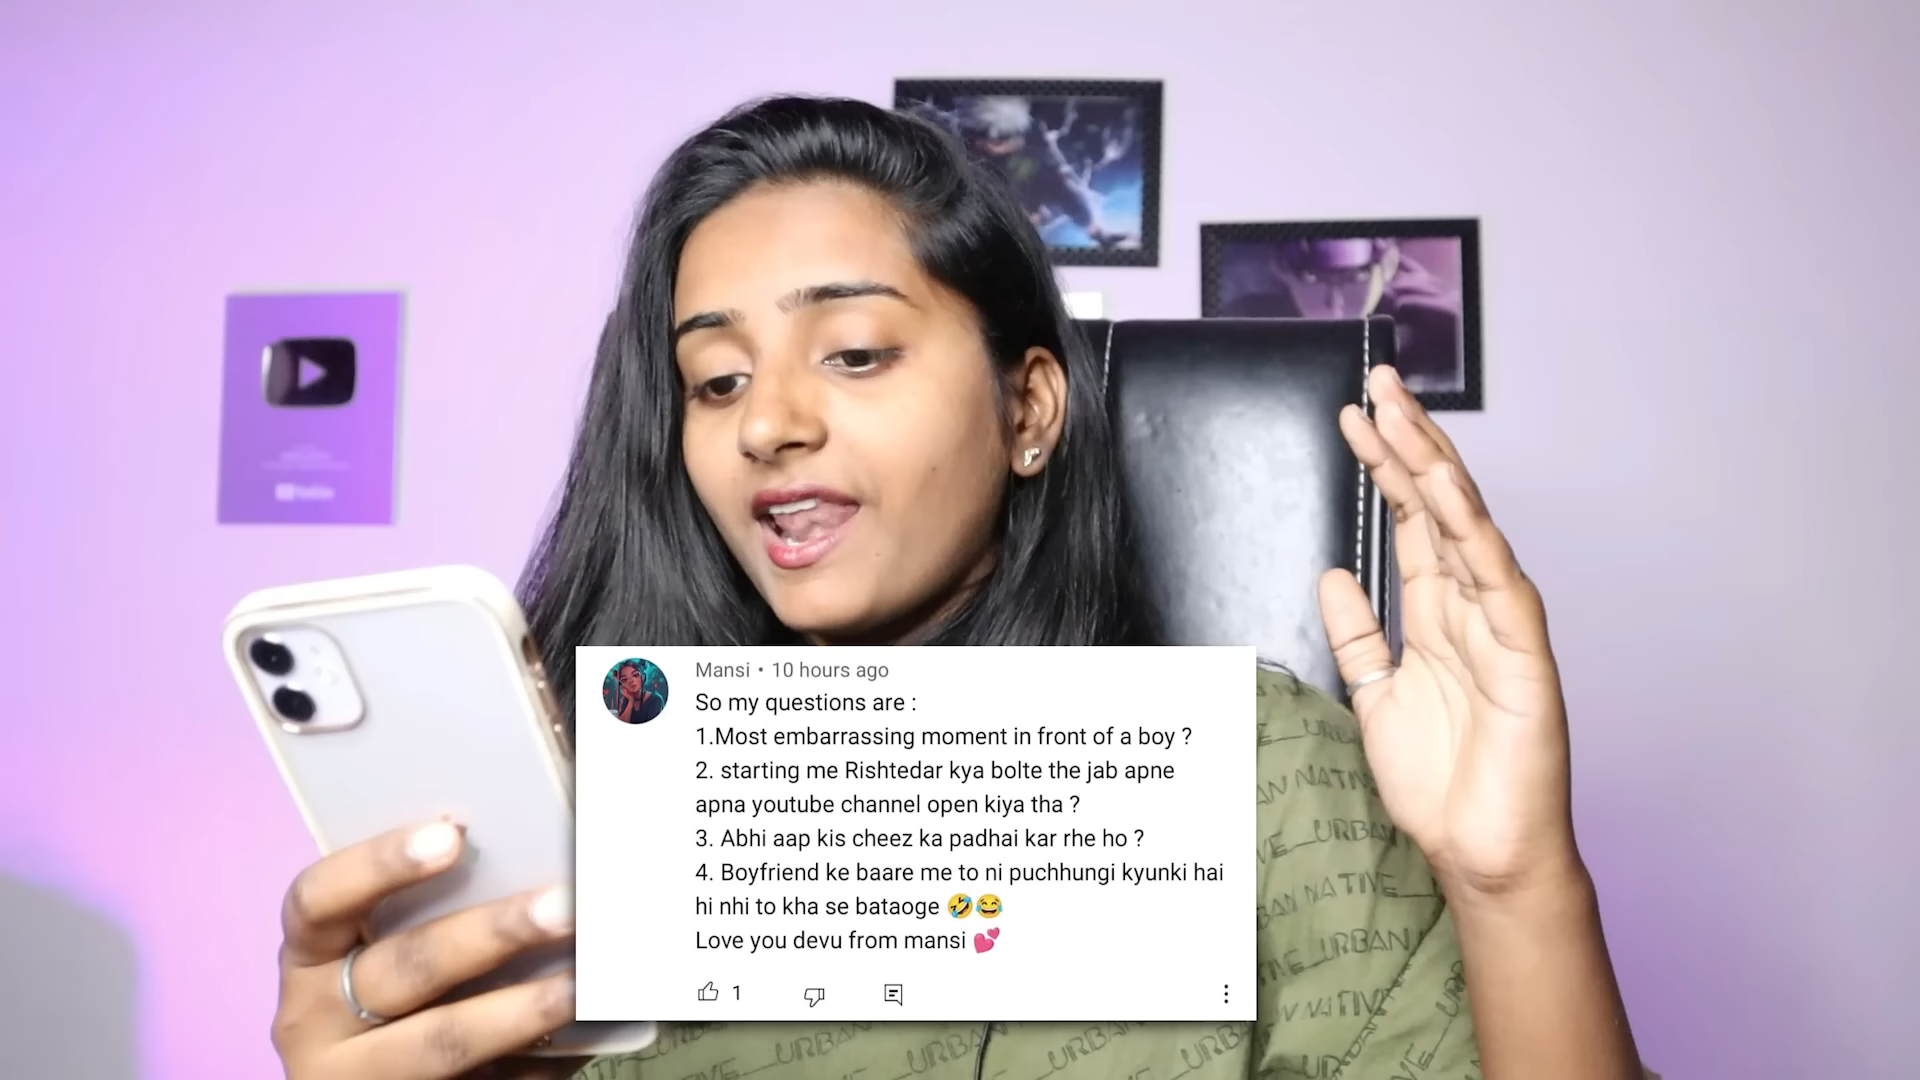 Mansi • 10 hours ago
So my questions are :
1.Most embarrassing moment in front of a boy ?
2. starting me Rishtedar kya bolte the jab apne
apna youtube channel open kiya tha ?
3. Abhi aap kis cheez ka padhai kar rhe ho ?
4. Boyfriend ke baare me to ni puchhungi kyunki hai
hi nhi to kha se bataoge 🤣😂
Love you devu from mansi 💕
1
URBAN NATIVE